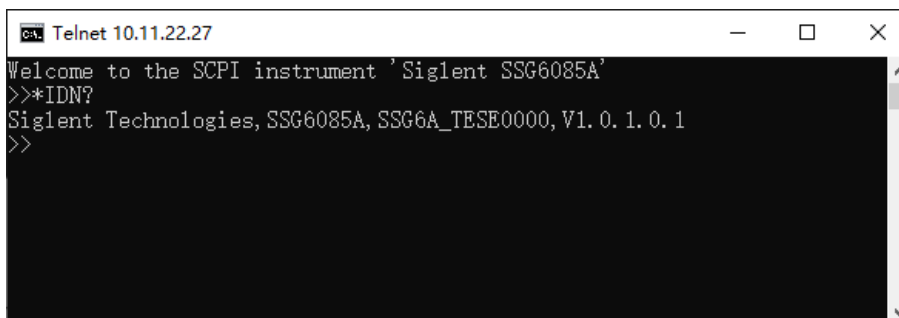 Telnet 10.11.22.27
Welcome to the SCPI instrument 'Siglent SSG6085A'
>>*IDN?
Siglent Technologies,SSG6085A,SSG6A_TESE0000,V1.0.1.0.1
>>